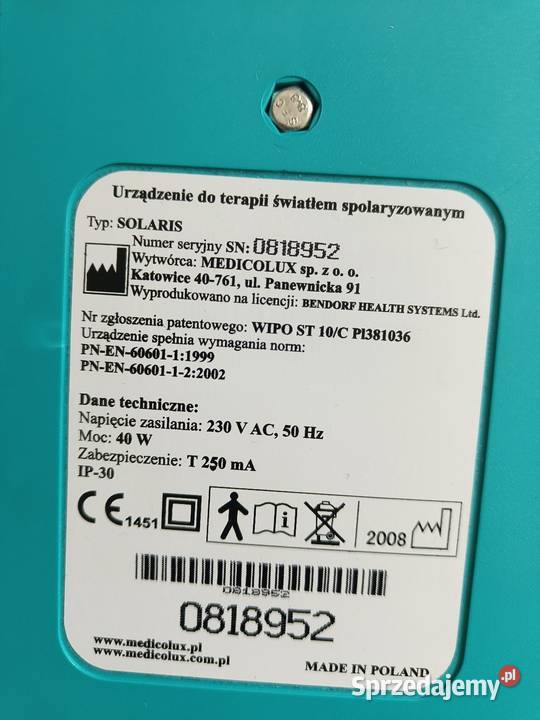 Urządzenie do terapii światłem spolaryzowanym
Typ: SOLARIS
Numer seryjny SN: 0818952
Wytwórca: MEDICOLUX sp. z o. o.
Katowice 40-761, ul. Panewnicka 91
Wyprodukowano na licencji: BENDORF HEALTH SYSTEMS Ltd.
Nr zgłoszenia patentowego: WIPO ST 10/C Pl381036
Urządzenie spełnia wymagania norm:
PN-EN-60601-1:1999
PN-EN-60601-1-2:2002
Dane techniczne:
Napięcie zasilania: 230 V AC, 50 Hz
Moc: 40 W
Zabezpieczenie: T 250 mA
IP-30
CE 1451 i 2008
0818952
0818952
www.medicolux.pl
www.medicolux.com.pl
MADE IN POLAND
Sprzedajemy.pl